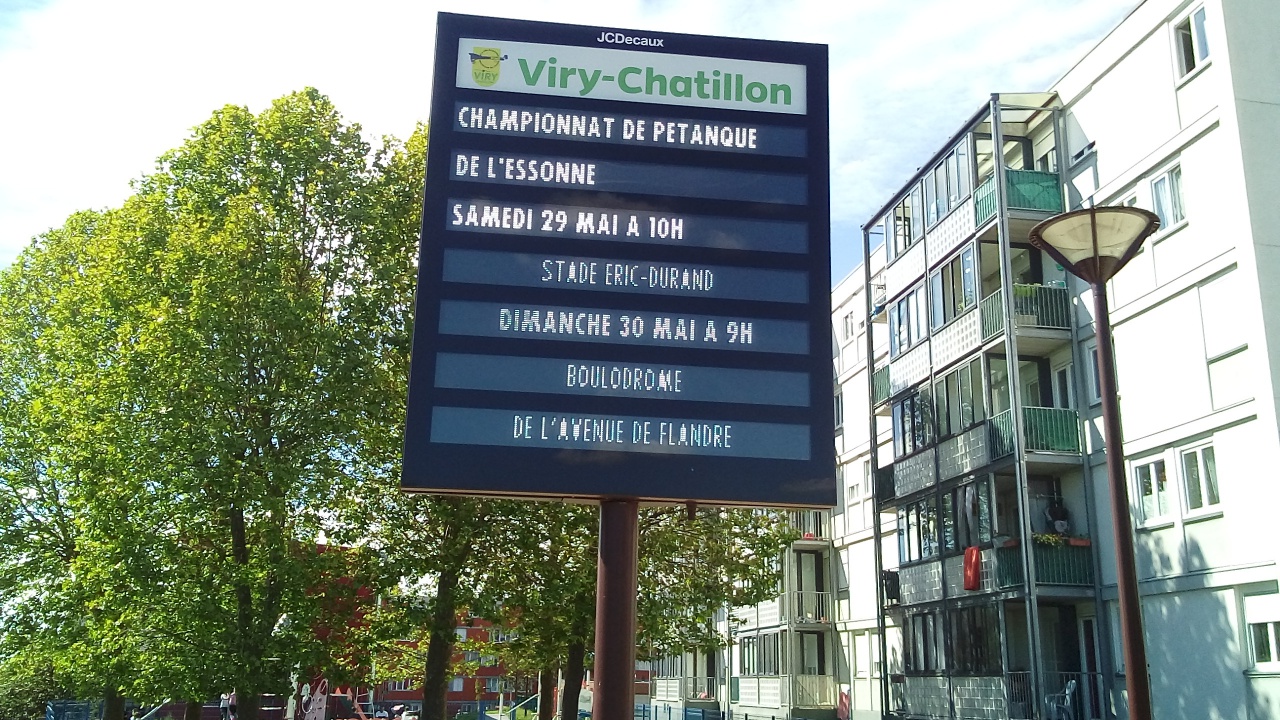 JCDecaux
VIRY
Viry-Chatillon
CHAMPIONNAT DE PETANQUE
DE L'ESSONNE
SAMEDI 29 MAI A 10H
STADE ERIC-DURAND
DIMANCHE 30 MAI A 9H
BOULODROME
DE L'AVENUE DE FLANDRE